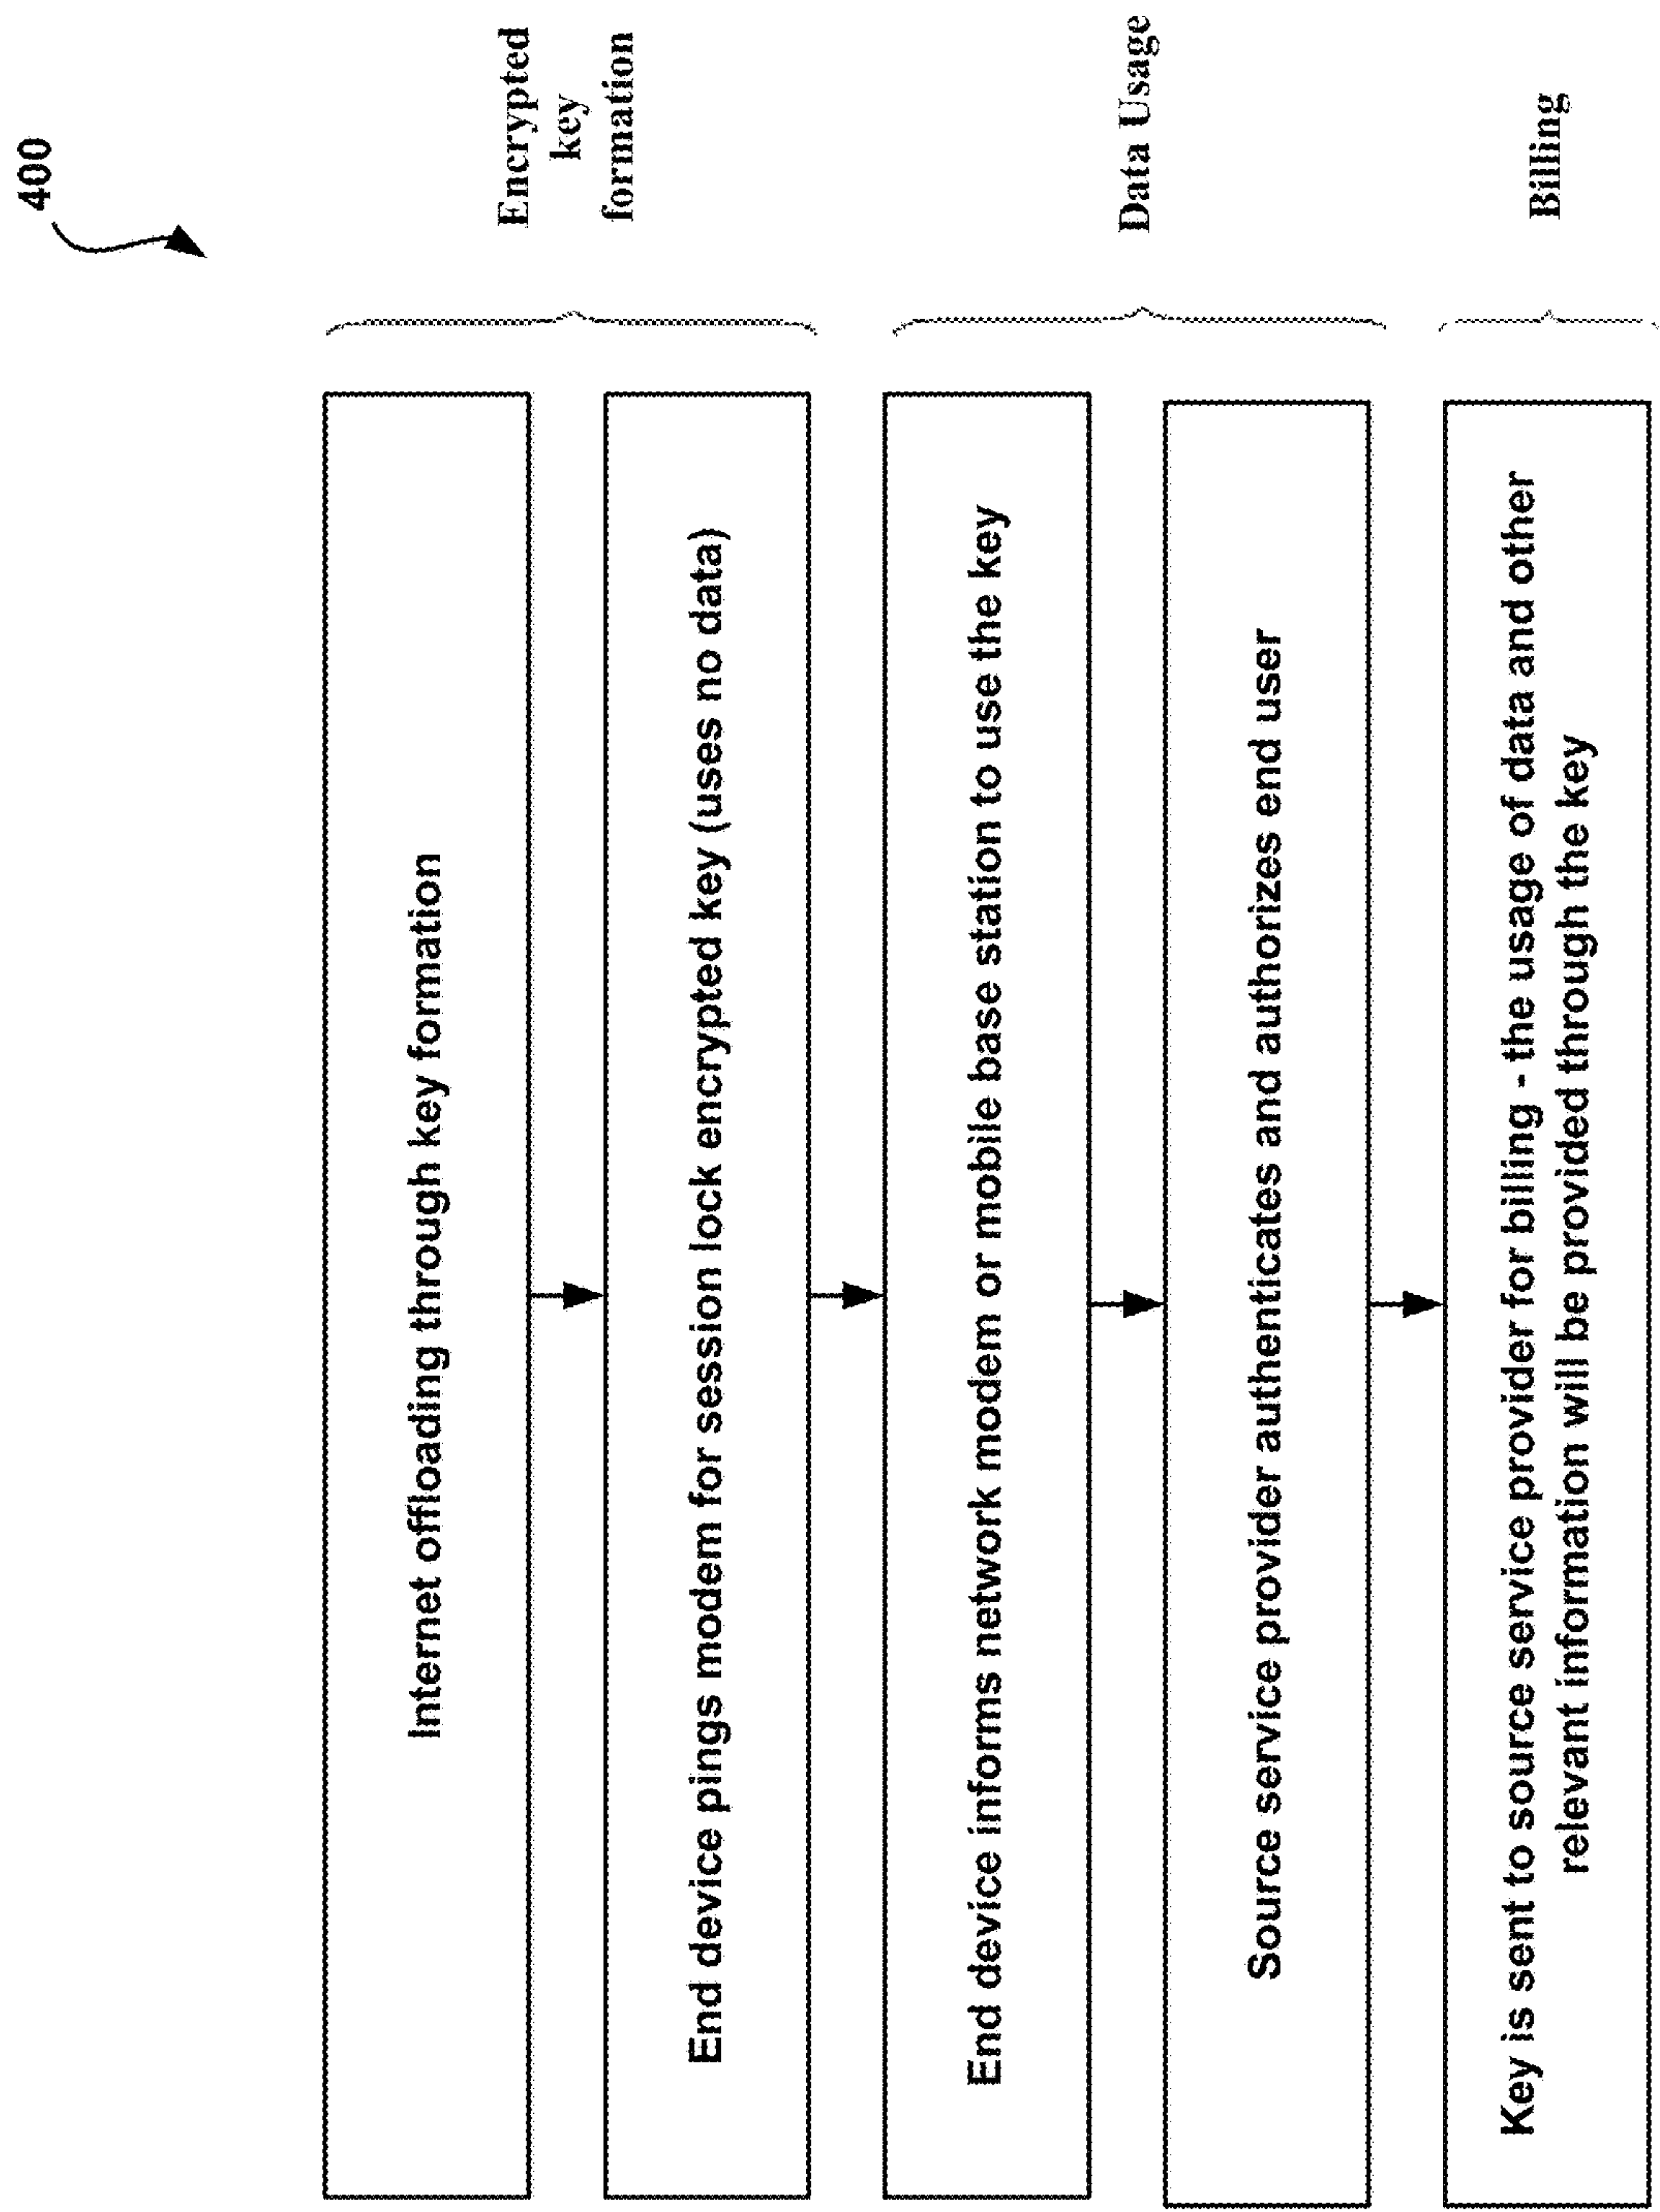 400
Internet offloading through key formation
End device pings modem for session lock encrypted key (uses no data)
Encrypted
key
formation
End device informs network modem or mobile base station to use the key
Source service provider authenticates and authorizes end user
Data Usage
Key is sent to source service provider for billing - the usage of data and other
relevant information will be provided through the key
Billing